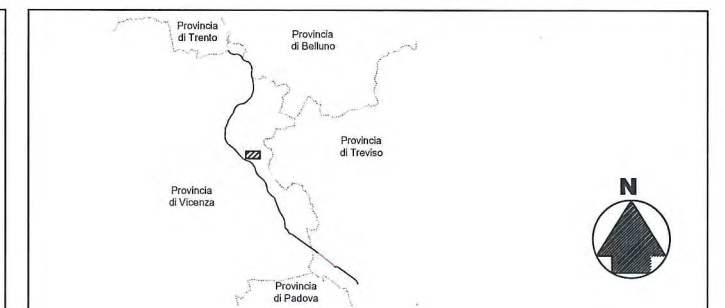 Provincia
di Trento
Provincia
di Belluno
Provincia
di Treviso
N
Provincia
di Vicenza
Provincia
di Padova